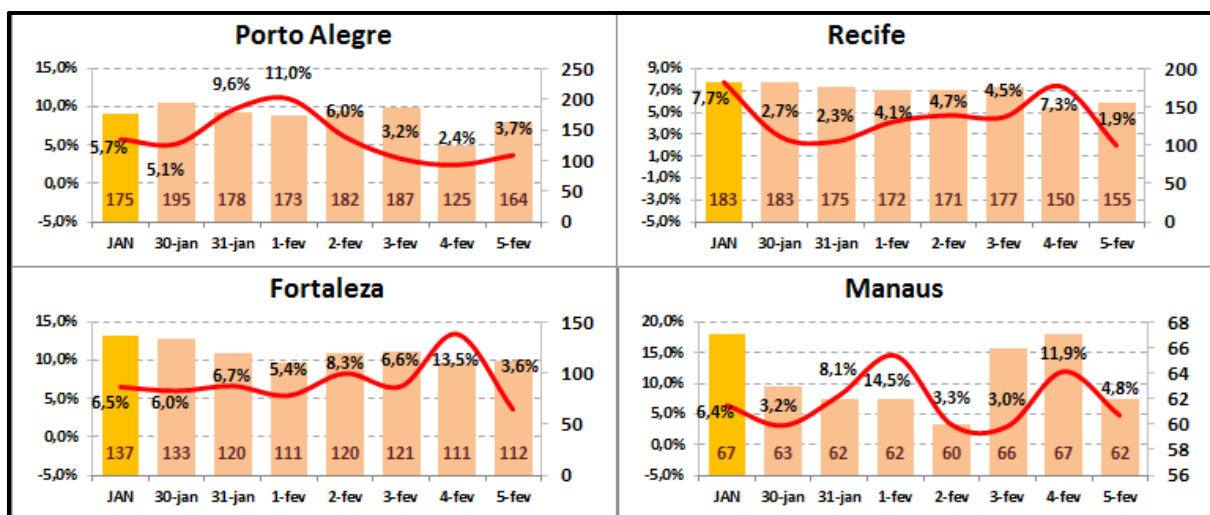 Porto Alegre
15,0%
10,0%
5,0%
0,0%
-5,0%
250
200
150
100
50
0
5,7% 5,1% 9,6% 11,0% 6,0% 3,2% 2,4% 3,7%
175 195 178 173 182 187 125 164
JAN 30-jan 31-jan 1-fev 2-fev 3-fev 4-fev 5-fev
Recife
9,0%
7,0%
5,0%
3,0%
1,0%
-1,0%
-3,0%
-5,0%
200
150
100
50
0
7,7% 2,7% 2,3% 4,1% 4,7% 4,5% 7,3% 1,9%
183 183 175 172 171 177 150 155
JAN 30-jan 31-jan 1-fev 2-fev 3-fev 4-fev 5-fev
Fortaleza
15,0%
10,0%
5,0%
0,0%
-5,0%
150
100
50
0
6,5% 6,0% 6,7% 5,4% 8,3% 6,6% 13,5% 3,6%
137 133 120 111 120 121 111 112
JAN 30-jan 31-jan 1-fev 2-fev 3-fev 4-fev 5-fev
Manaus
20,0%
15,0%
10,0%
5,0%
0,0%
-5,0%
68
66
64
62
60
58
56
6,4% 3,2% 8,1% 14,5% 3,3% 3,0% 11,9% 4,8%
67 63 62 62 60 66 67 62
JAN 30-jan 31-jan 1-fev 2-fev 3-fev 4-fev 5-fev